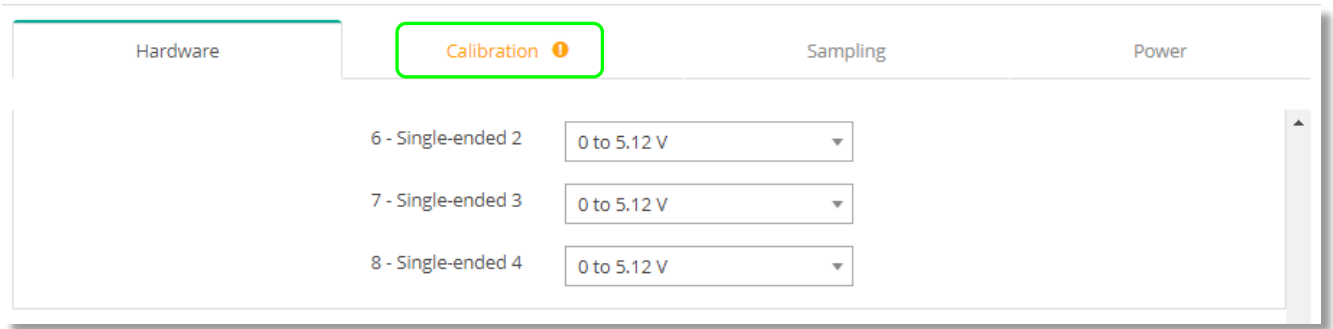 Hardware
Calibration
Sampling
Power
6 - Single-ended 2
0 to 5.12 V
7 - Single-ended 3
0 to 5.12 V
8 - Single-ended 4
0 to 5.12 V